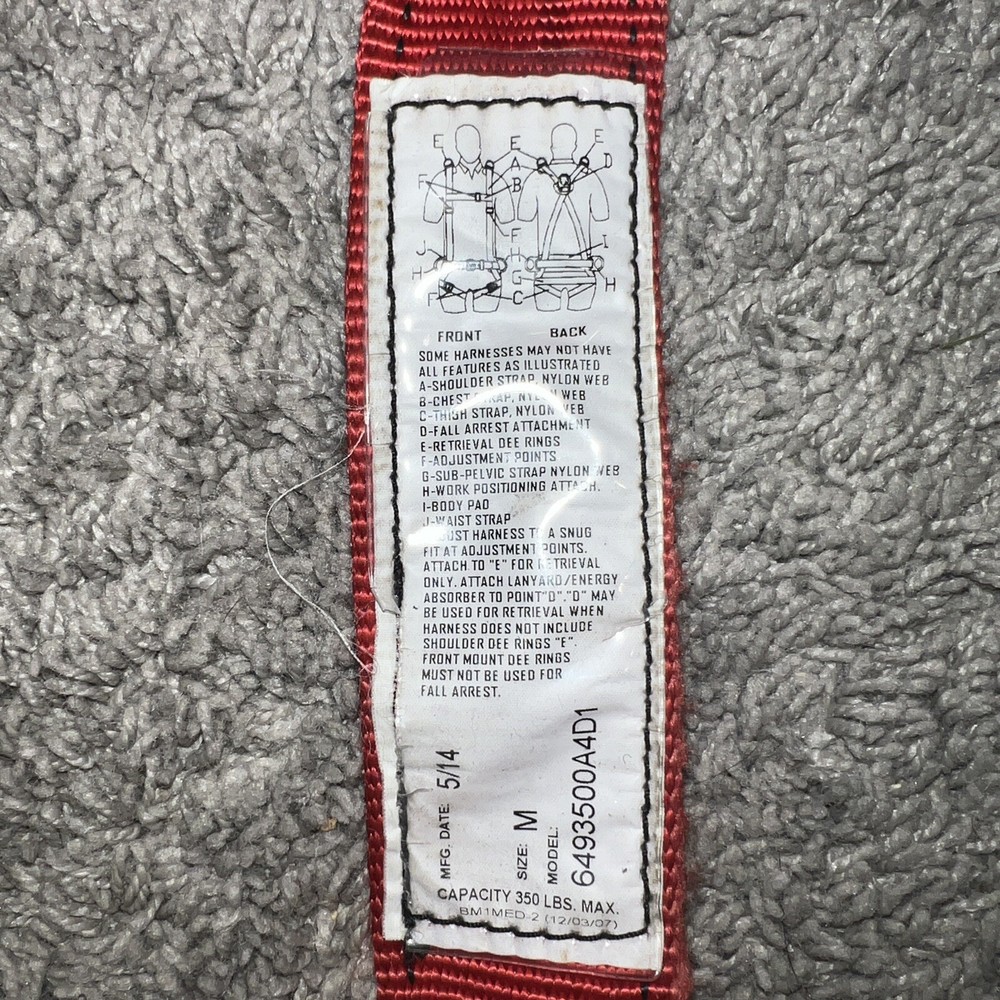 E E E
A D
F B
F
J H I
H G H
F C
FRONT BACK
SOME HARNESSES MAY NOT HAVE
ALL FEATURES AS ILLUSTRATED
A-SHOULDER STRAP, NYLON WEB
B-CHEST STRAP, NYLON WEB
C-THIGH STRAP, NYLON WEB
D-FALL ARREST ATTACHMENT
E-RETRIEVAL DEE RINGS
F-ADJUSTMENT POINTS
G-SUB-PELVIC STRAP NYLON WEB
H-WORK POSITIONING ATTACH.
I-BODY PAD
J-WAIST STRAP
HARNESS TO A SNUG
FIT AT ADJUSTMENT POINTS.
ATTACH TO "E" FOR RETRIEVAL
ONLY. ATTACH LANYARD/ENERGY
ABSORBER TO POINT"D"."D" MAY
BE USED FOR RETRIEVAL WHEN
HARNESS DOES NOT INCLUDE
SHOULDER DEE RINGS "E".
FRONT MOUNT DEE RINGS
MUST NOT BE USED FOR
FALL ARREST.
MFG. DATE: 5/14
SIZE: M
MODEL:
6493500A4D1
CAPACITY 350 LBS. MAX.
BM1MED-2 (12/03/07)